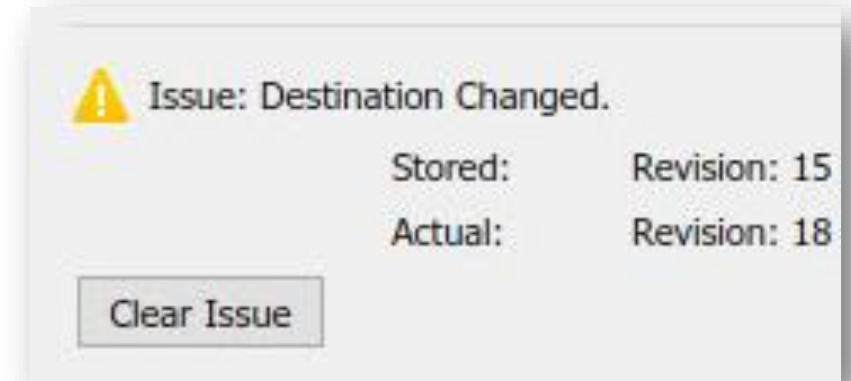 Issue: Destination Changed.
Stored: Revision: 15
Actual: Revision: 18
Clear Issue